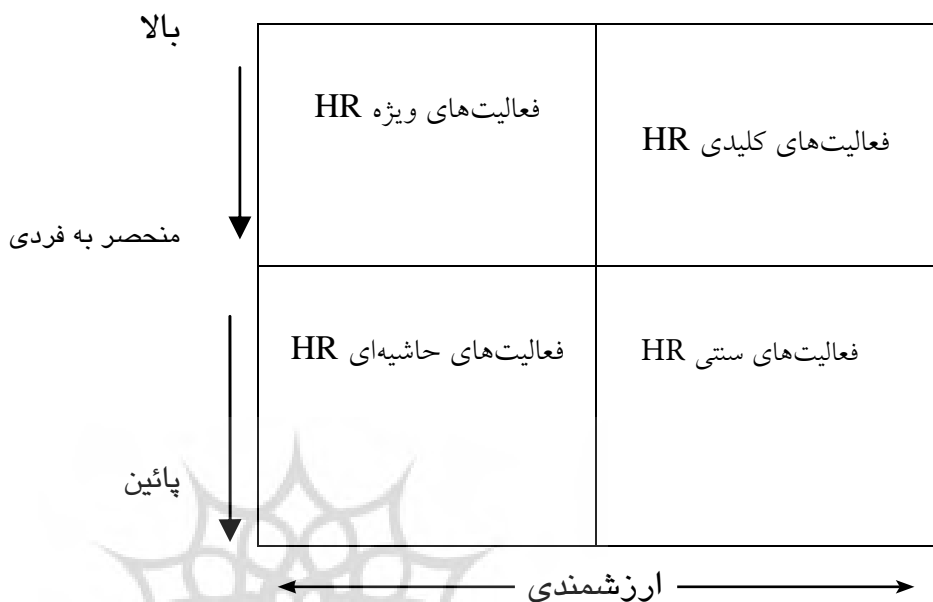 بالا
فعالیت‌های کلیدی HR
فعالیت‌های ویژه HR
منحصر به فردی
فعالیت‌های سنتی HR
فعالیت‌های حاشیه‌ای HR
پائین
ارزشمندی